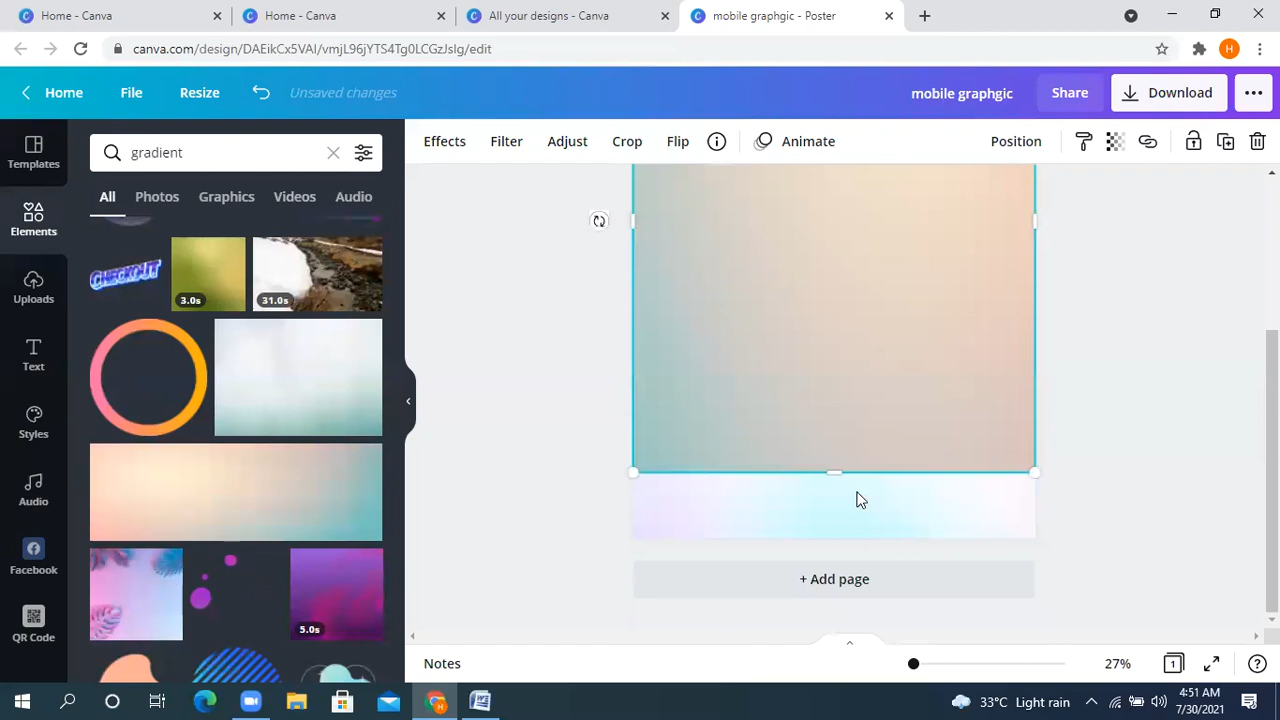 Home - Canva
Home - Canva
All your designs - Canva
mobile graphgic - Poster
canva.com/design/DAEikCx5VAI/vmjL96jYTS4Tg0LCGzJsIg/edit
H
Home
File
Resize
Unsaved changes
mobile graphgic
Share
Download
Templates
Elements
Uploads
Text
Styles
Audio
Facebook
QR Code
gradient
All
Photos
Graphics
Videos
Audio
CHECKOUT
3.0s
31.0s
5.0s
Effects
Filter
Adjust
Crop
Flip
Animate
Position
+ Add page
Notes
27%
1
33°C Light rain
4:51 AM
7/30/2021